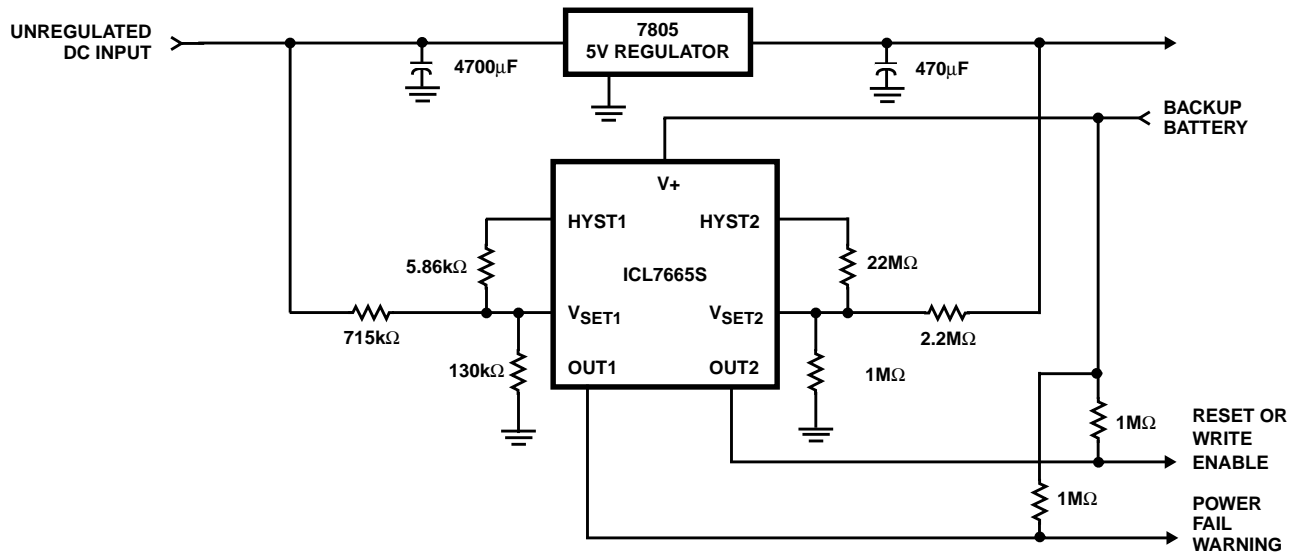 UNREGULATED
DC INPUT
7805
5V REGULATOR
4700μF
470μF
BACKUP
BATTERY
V+
HYST1
HYST2
5.86kΩ
ICL7665S
22MΩ
VSET1
VSET2
715kΩ
2.2MΩ
130kΩ
OUT1
OUT2
1MΩ
1MΩ
RESET OR
WRITE
ENABLE
1MΩ
POWER
FAIL
WARNING